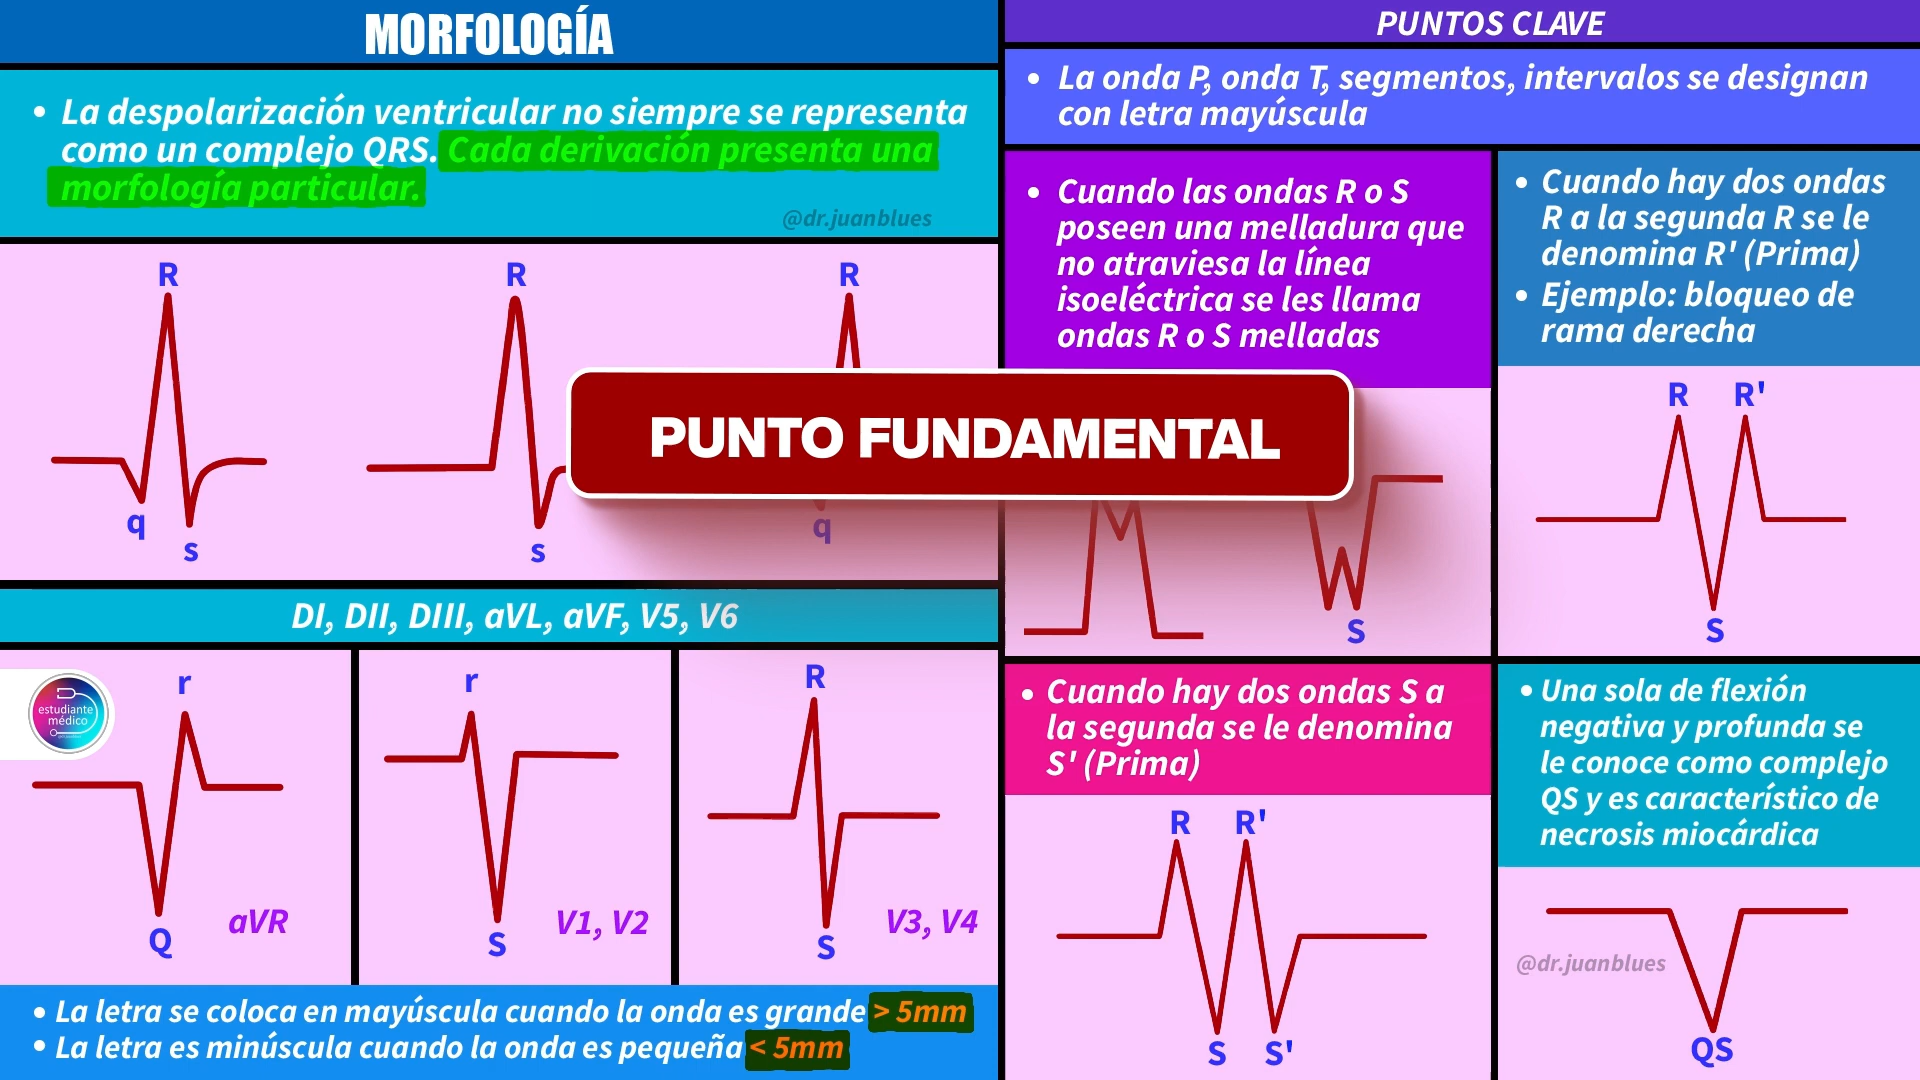 MORFOLOGÍA
• La despolarización ventricular no siempre se representa
como un complejo QRS. Cada derivación presenta una
morfología particular.
@dr.juanblues
R
R
R
q
s
s
q
DI, DII, DIII, aVL, aVF, V5, V6
estudiante
médico
r
Q
aVR
r
S
V1, V2
R
S
V3, V4
• La letra se coloca en mayúscula cuando la onda es grande > 5mm
• La letra es minúscula cuando la onda es pequeña < 5mm
PUNTO FUNDAMENTAL
PUNTOS CLAVE
• La onda P, onda T, segmentos, intervalos se designan
con letra mayúscula
• Cuando las ondas R o S
poseen una melladura que
no atraviesa la línea
isoeléctrica se les llama
ondas R o S melladas
S
• Cuando hay dos ondas
R a la segunda R se le
denomina R' (Prima)
• Ejemplo: bloqueo de
rama derecha
R R'
S
• Cuando hay dos ondas S a
la segunda se le denomina
S' (Prima)
R R'
S S'
• Una sola de flexión
negativa y profunda se
le conoce como complejo
QS y es característico de
necrosis miocárdica
@dr.juanblues
QS